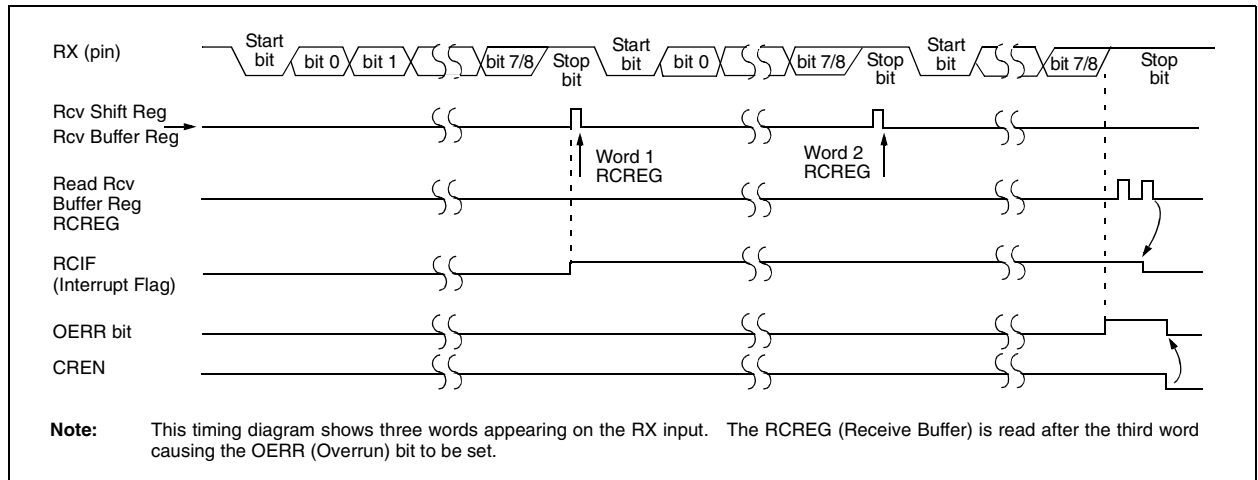 RX (pin)
Start bit
bit 0
bit 1
bit 7/8
Stop bit
Start bit
bit 0
bit 7/8
Stop bit
Start bit
bit 7/8
Stop bit
Rcv Shift Reg
Rcv Buffer Reg
Word 1
RCREG
Word 2
RCREG
Read Rcv
Buffer Reg
RCREG
RCIF
(Interrupt Flag)
OERR bit
CREN
Note: This timing diagram shows three words appearing on the RX input. The RCREG (Receive Buffer) is read after the third word
causing the OERR (Overrun) bit to be set.